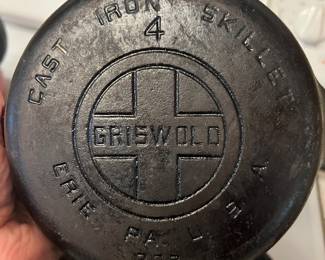 CAST IRON SKILLET
4
GRISWOLD
ERIE PA. U.S.A